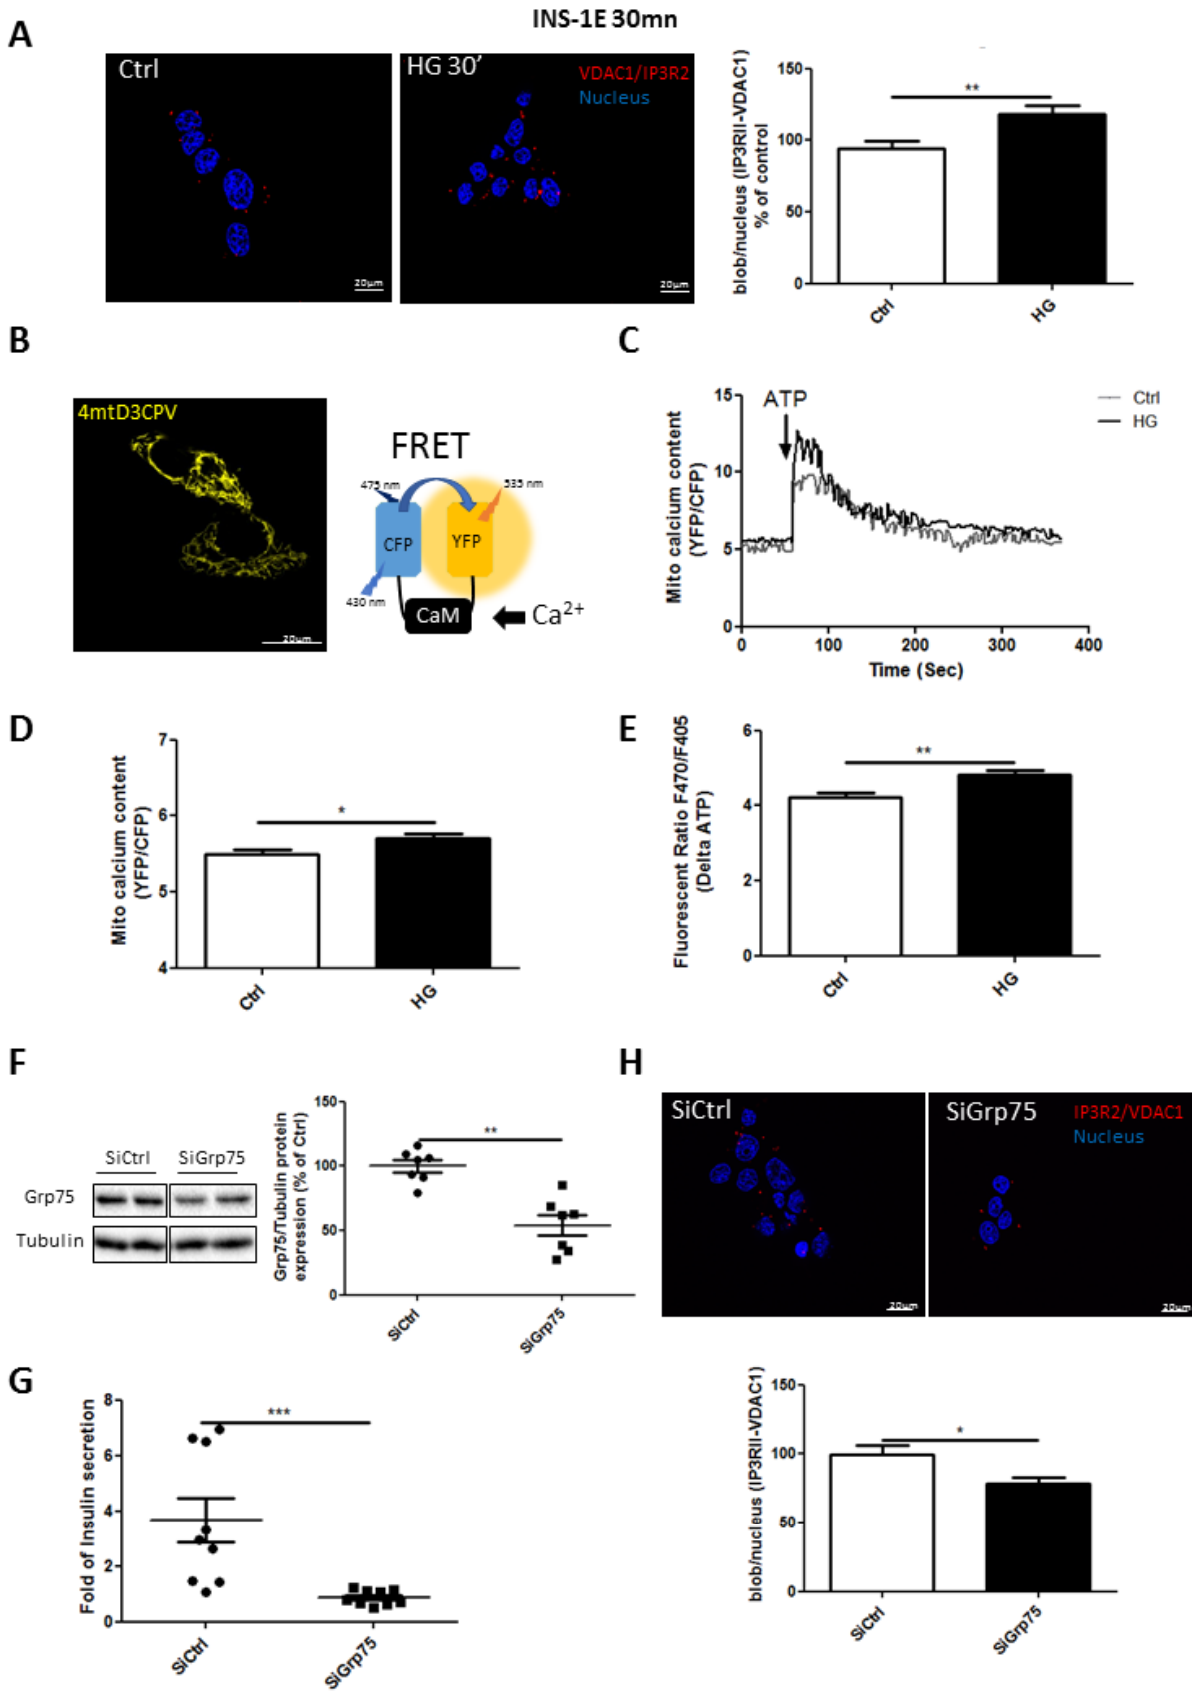 INS-1E 30mn
A
Ctrl
HG 30’
VDAC1/IP3R2
Nucleus
20µm
20µm
blob/nucleus (IP3RII-VDAC1)
% of control
150
100
50
0
**
Ctrl
HG
B
4mtD3CPV
20µm
FRET
475 nm
535 nm
CFP
YFP
430 nm
CaM
Ca2+
C
Mito calcium content
(YFP/CFP)
15
10
5
0
ATP
Ctrl
HG
0
100
200
300
400
Time (Sec)
D
Mito calcium content
(YFP/CFP)
7
6
5
4
*
Ctrl
HG
E
Fluorescent Ratio F470/F405
(Delta ATP)
6
4
2
0
**
Ctrl
HG
F
SiCtrl
SiGrp75
Grp75
Tubulin
Grp75/Tubulin protein
expression (% of Ctrl)
150
100
50
0
**
SiCtrl
SiGrp75
H
SiCtrl
SiGrp75
IP3R2/VDAC1
Nucleus
20µm
20µm
G
Fold of Insulin secretion
8
6
4
2
0
***
SiCtrl
SiGrp75
blob/nucleus (IP3RII-VDAC1)
150
100
50
0
*
SiCtrl
SiGrp75